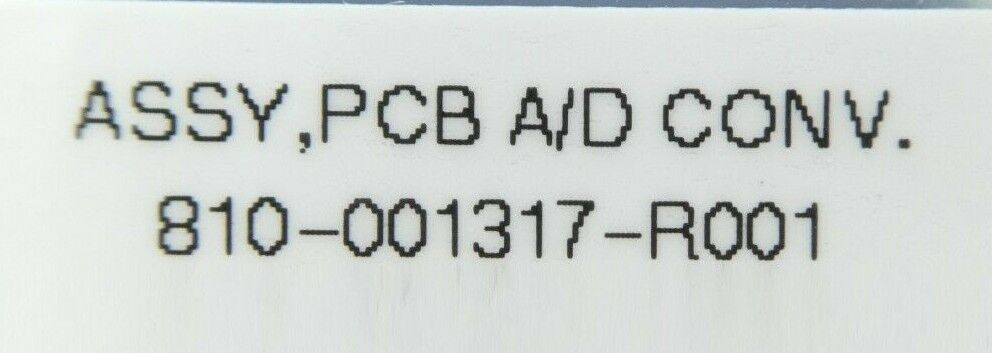 ASSY,PCB A/D CONV.
810-001317-R001